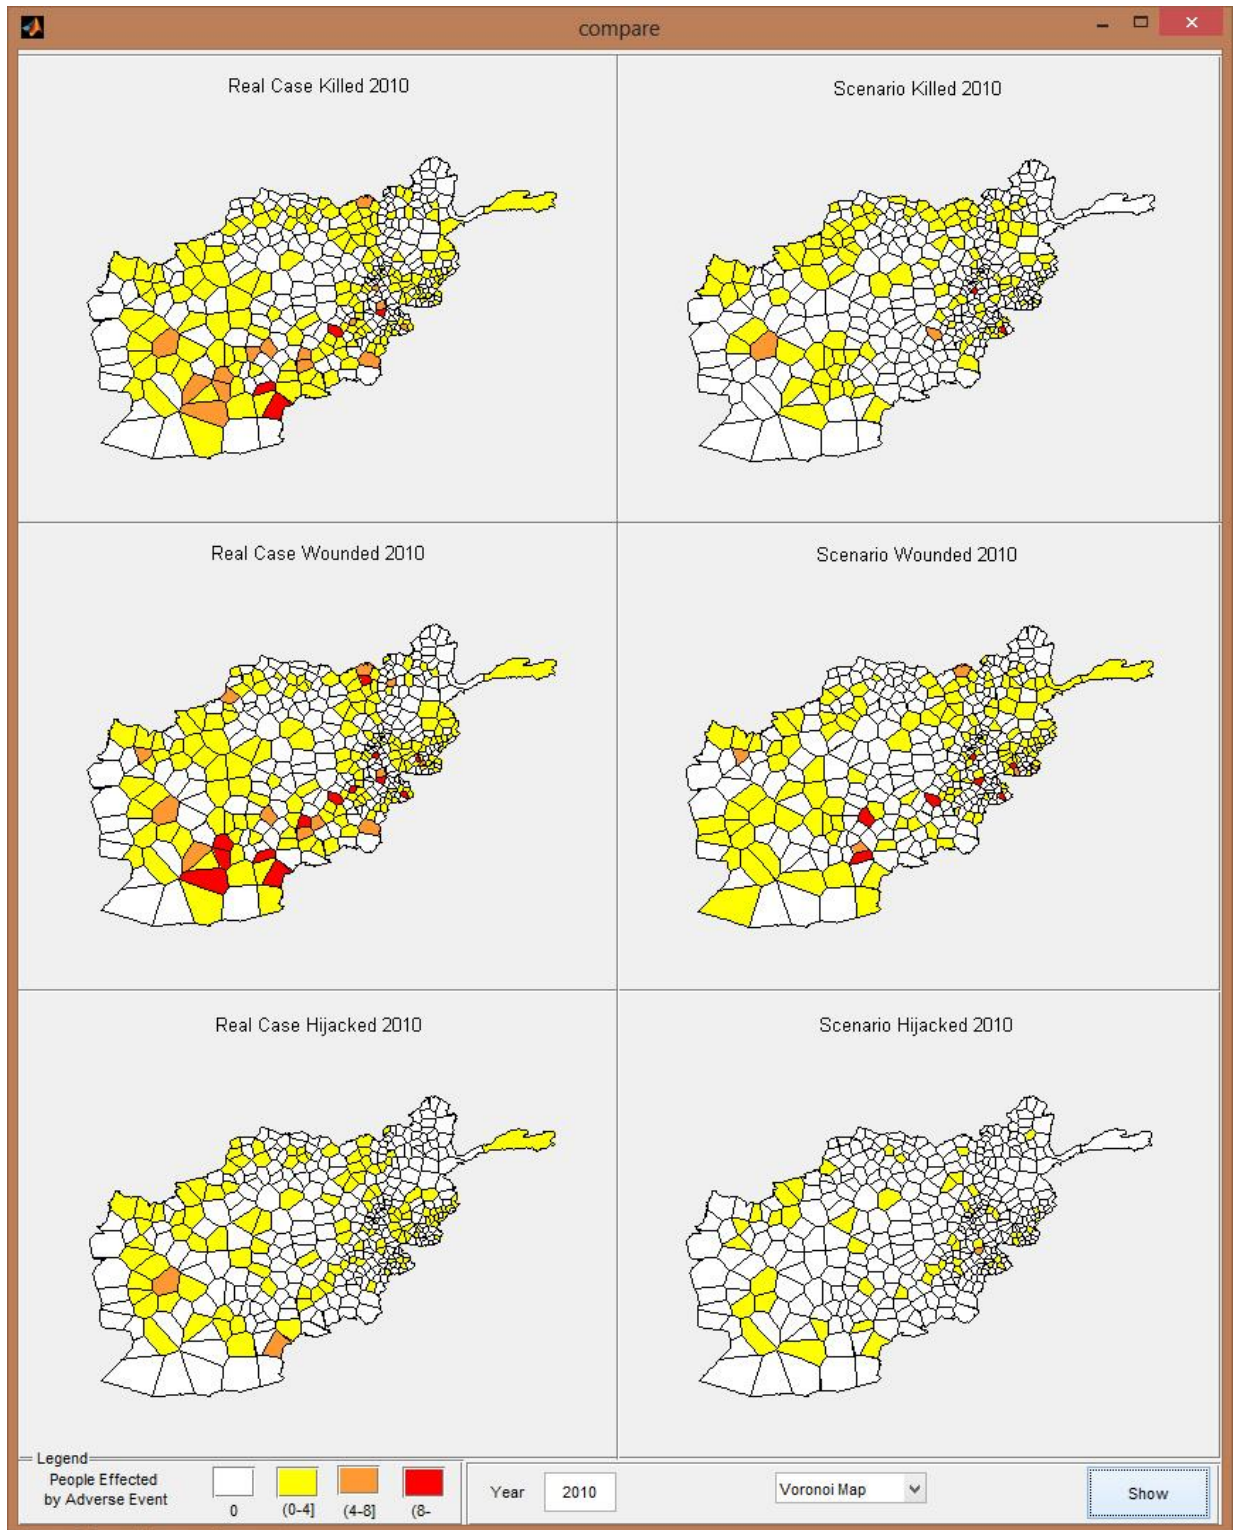 compare
Real Case Killed 2010
Scenario Killed 2010
Real Case Wounded 2010
Scenario Wounded 2010
Real Case Hijacked 2010
Scenario Hijacked 2010
Legend
People Effected
by Adverse Event
0
(0-4]
(4-8]
(8-
Year
2010
Voronoi Map
Show